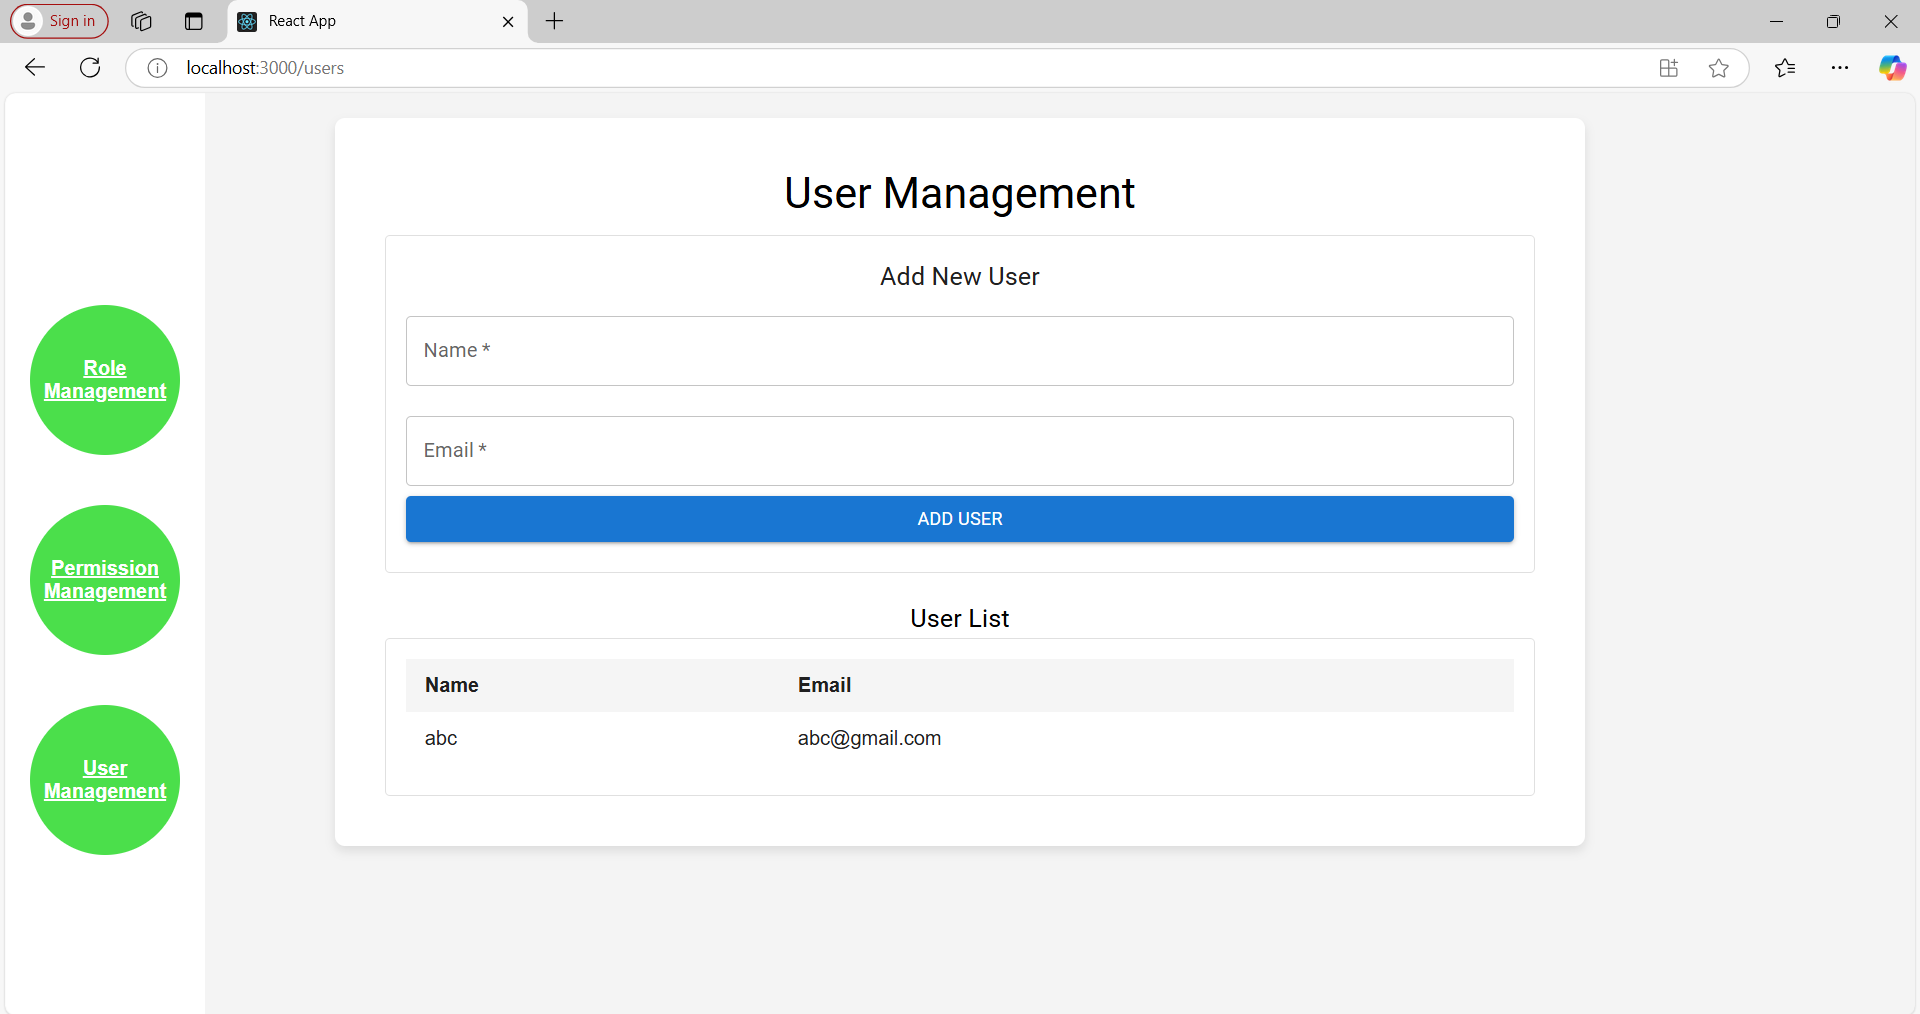 Sign in
React App
localhost:3000/users
Role
Management
Permission
Management
User
Management
User Management
Add New User
Name *
Email *
ADD USER
User List
Name Email
abc abc@gmail.com